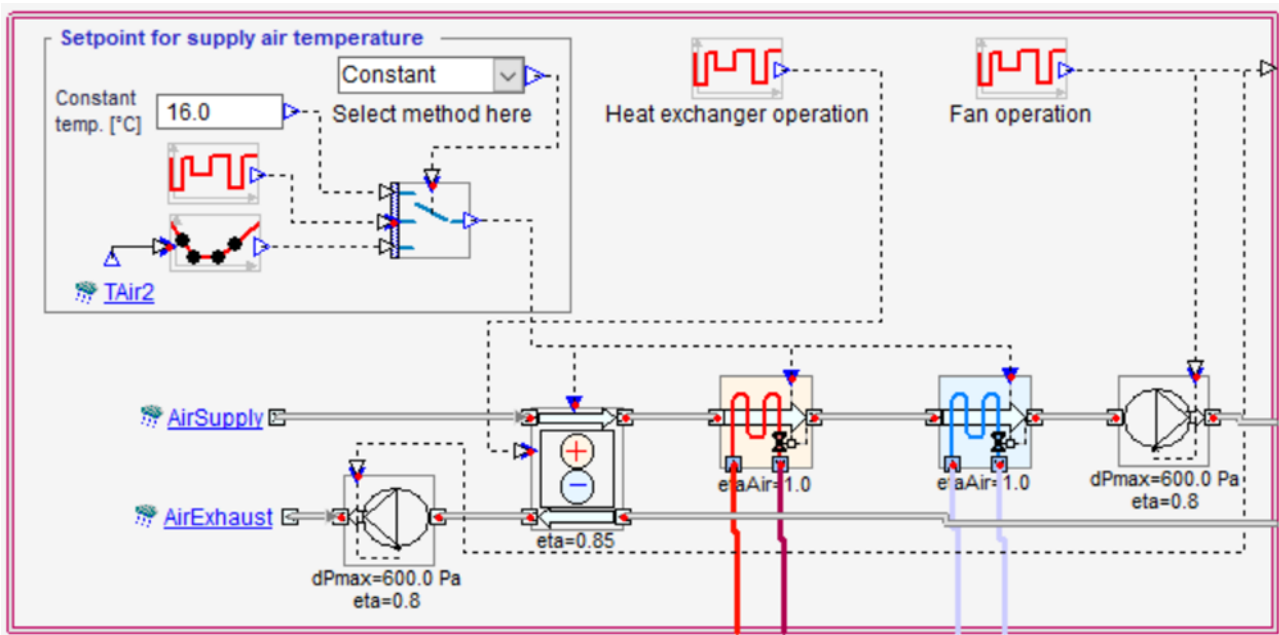 Setpoint for supply air temperature
Constant
Constant
temp. [°C]
16.0
Select method here
Heat exchanger operation
Fan operation
TAir2
AirSupply
etaAir=1.0
etaAir=1.0
dPmax=600.0 Pa
eta=0.8
AirExhaust
eta=0.85
dPmax=600.0 Pa
eta=0.8